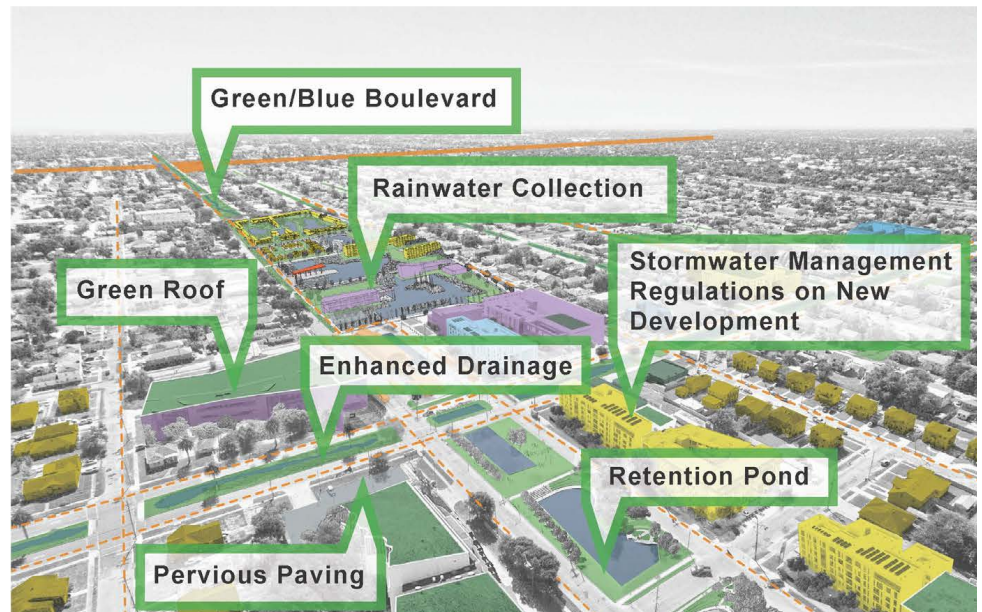 Green/Blue Boulevard
Rainwater Collection
Stormwater Management
Regulations on New
Development
Green Roof
Enhanced Drainage
Retention Pond
Pervious Paving